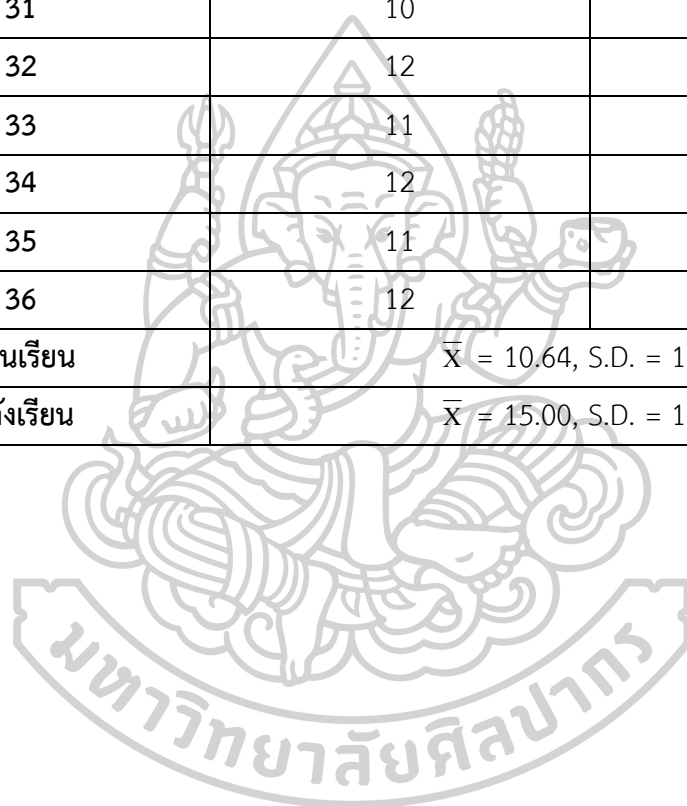 31 10
32 12
33 11
34 12
35 11
36 12
นเรียน x̄ = 10.64, S.D. = 1
ังเรียน x̄ = 15.00, S.D. = 1
มหาวิทยาลัยศิลปากร